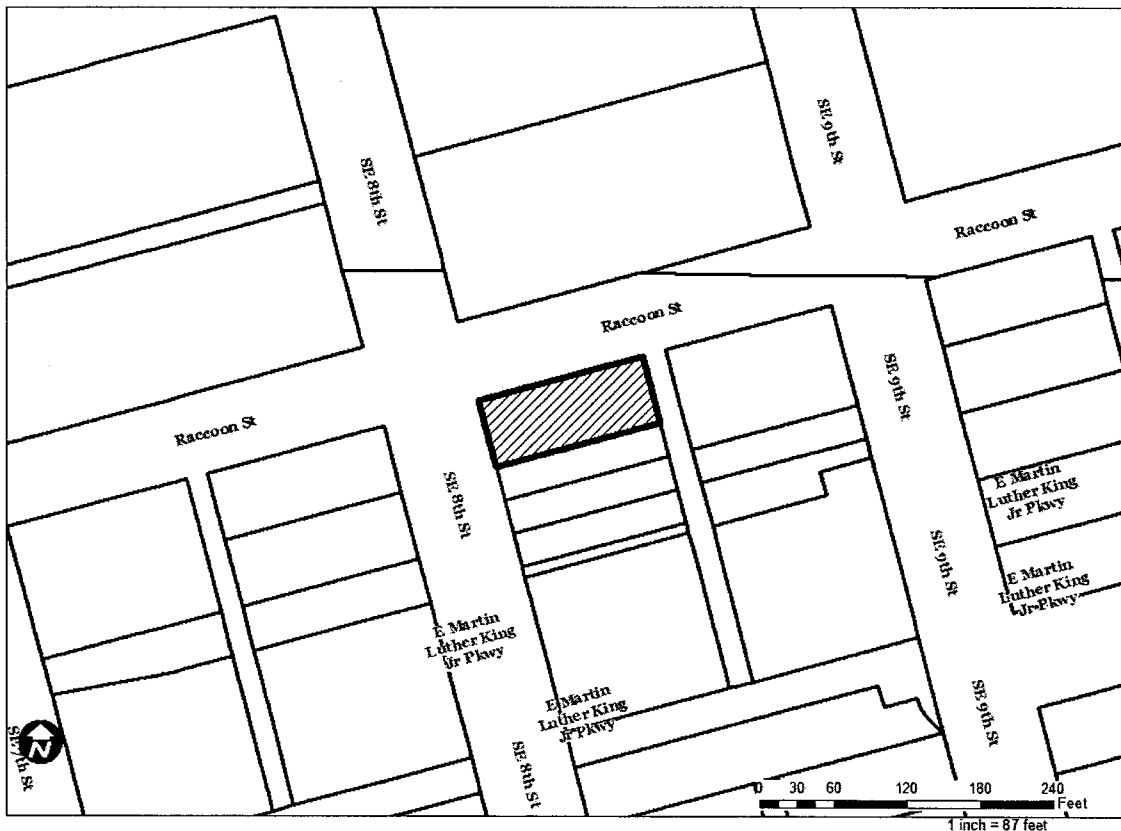 SE 9th St
SE 8th St
Raccoon St
Raccoon St
SE 9th St
Raccoon St
SE 8th St
E Martin
Luther King
Jr Pkwy
SE 9th St
E Martin
Luther King
Jr Pkwy
E Martin
Luther King
Jr Pkwy
E Martin
Luther King
Jr Pkwy
SE 9th St
SE 7th St
N
SE 8th St
0 30 60 120 180 240
Feet
1 inch = 87 feet